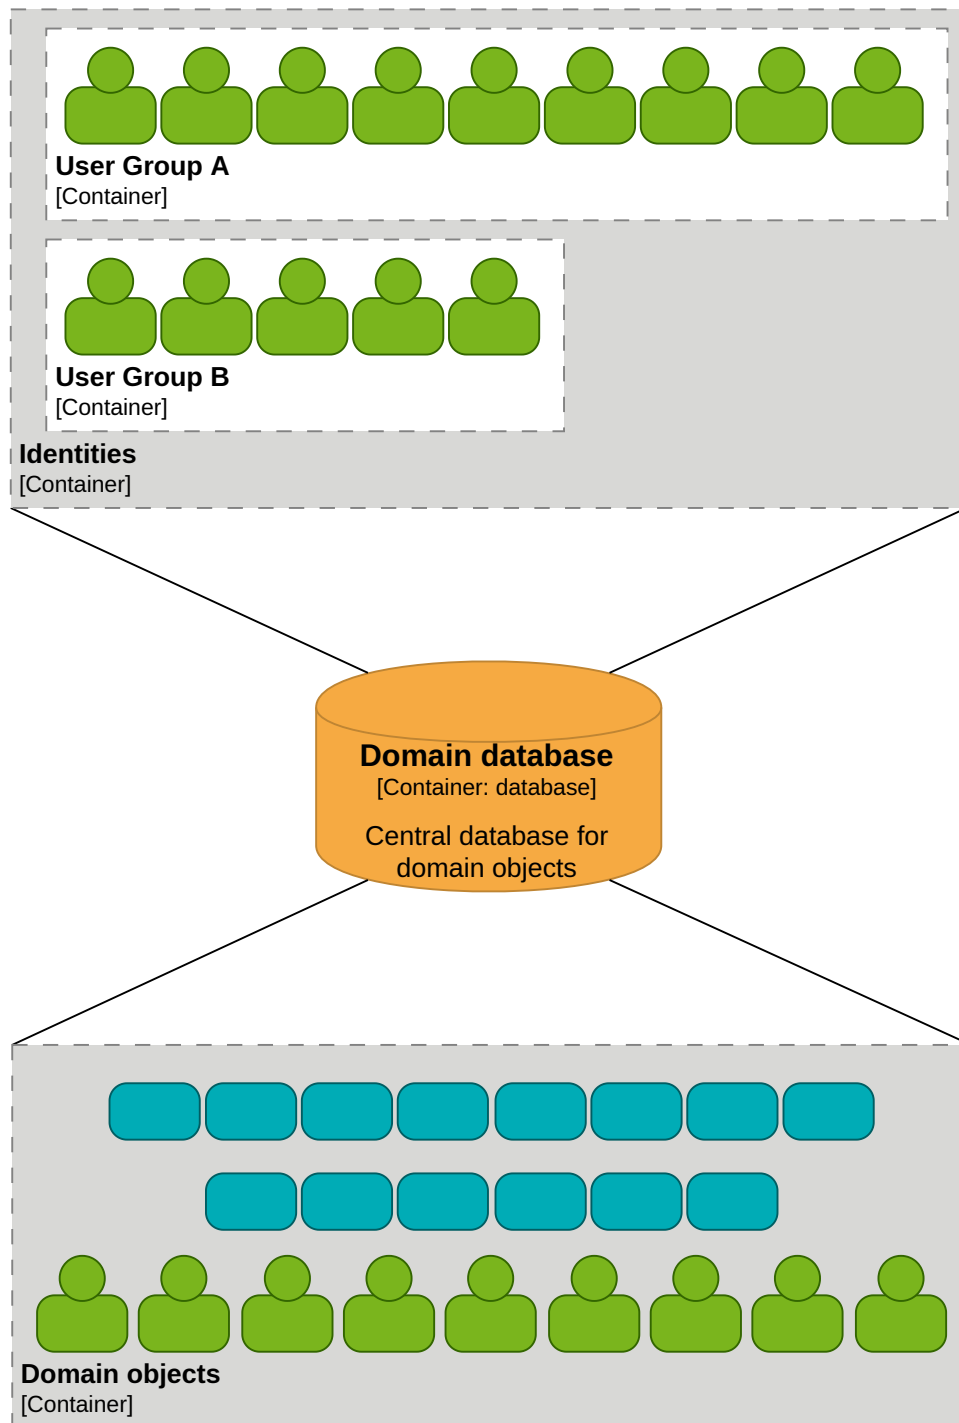 User Group A
[Container]
User Group B
[Container]
Identities
[Container]
Domain database
[Container: database]
Central database for
domain objects
Domain objects
[Container]